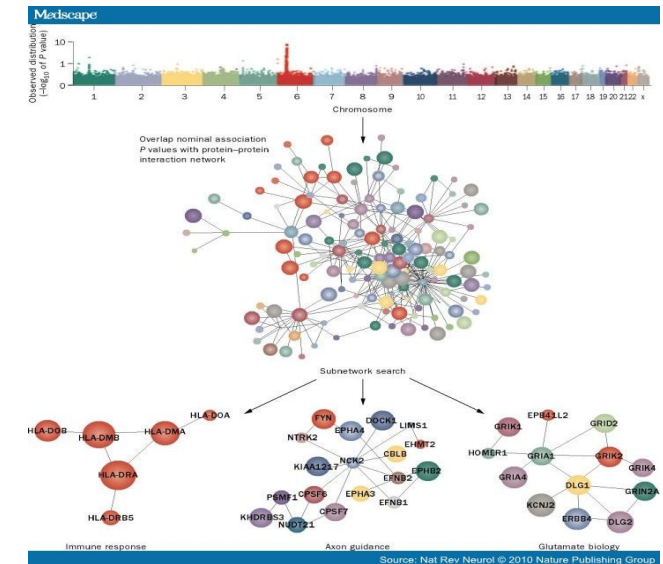 Medscape
Observed distribution
(–log₁₀ of P value)
10
1
0
1 2 3 4 5 6 7 8 9 10 11 12 13 14 15 16 17 18 19 20 21 22 x
Chromosome
Overlap nominal association
P values with protein–protein
interaction network
Subnetwork search
HLA-DOB
HLA-DMB
HLA-DMA
HLA-DOA
HLA-DRA
HLA-DRB5
Immune response
FYN
EPHA4
DOCK1
LIMS1
NTRK2
EHMT2
NCK2
CBLB
KIAA1217
EFNB2
EPHB2
PSMF1
CPSF6
EPHA3
EFNB1
KHDRBS3
NUDT21
CPSF7
Axon guidance
EPB41L2
GRIK1
GRID2
HOMER1
GRIA1
GRIK2
GRIA4
GRIK4
DLG1
GRIN2A
KCNJ2
ERBB4
DLG2
Glutamate biology
Source: Nat Rev Neurol © 2010 Nature Publishing Group